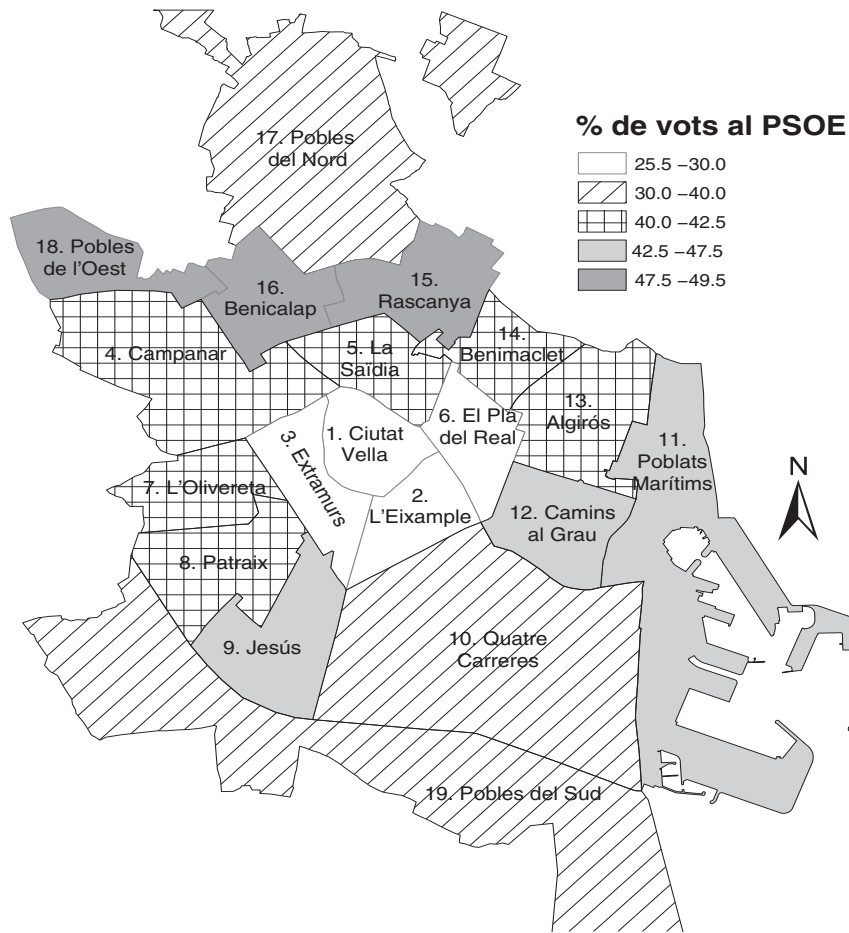 % de vots al PSOE
25.5 –30.0
30.0 –40.0
40.0 –42.5
42.5 –47.5
47.5 –49.5
17. Pobles
del Nord
18. Pobles
de l'Oest
16.
Benicalap
15.
Rascanya
4. Campanar
5. La
Saïdia
14.
Benimaclet
13.
Algirós
6. El Pla
del Real
1. Ciutat
Vella
3. Extramurs
11.
Poblats
Marítims
N
7. L'Olivereta
2.
L'Eixample
12. Camins
al Grau
8. Patraix
9. Jesús
10. Quatre
Carreres
19. Pobles del Sud